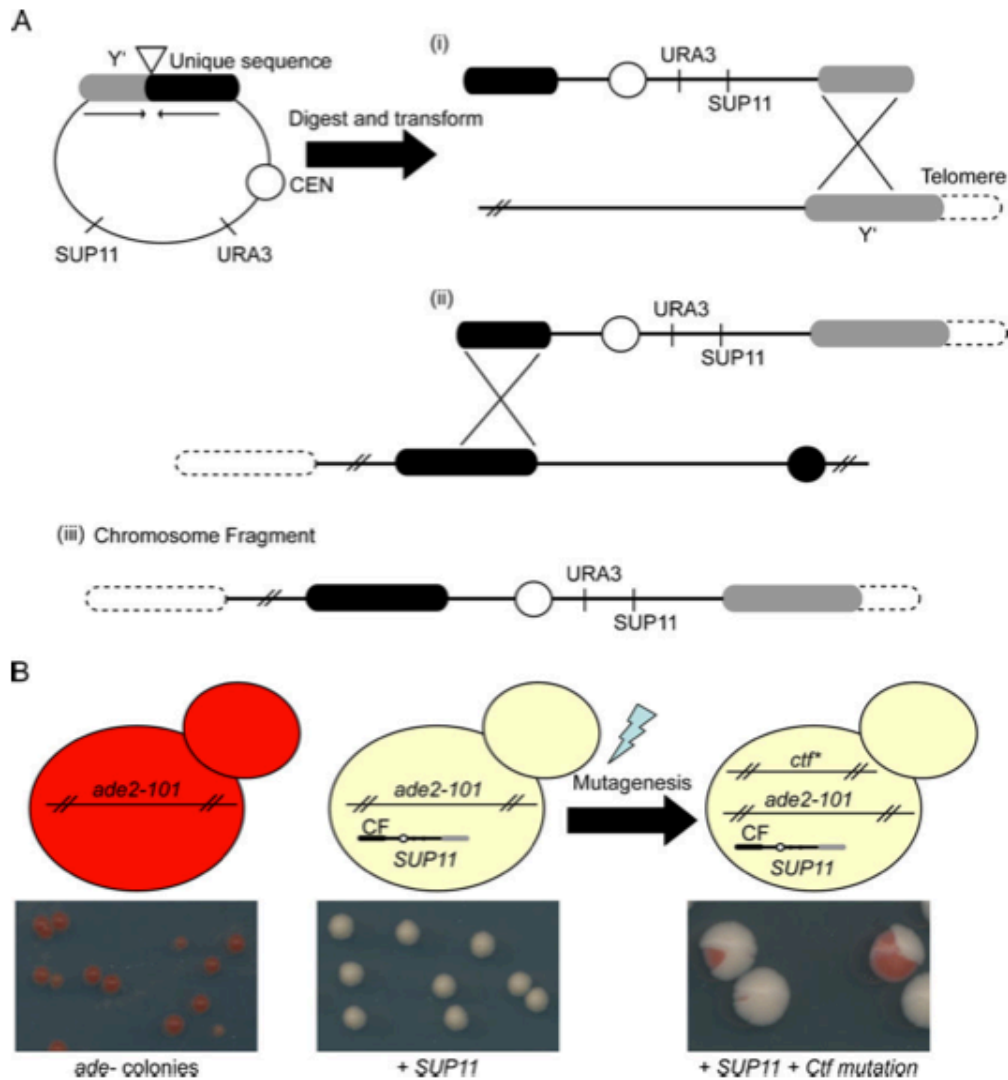 A
Y' Unique sequence
CEN
SUP11 URA3
Digest and transform
(i)
URA3
SUP11
Telomere
Y'
(ii)
URA3
SUP11
(iii) Chromosome Fragment
URA3
SUP11
B
ade2-101
ade2-101
CF
SUP11
Mutagenesis
ctf*
ade2-101
CF
SUP11
ade- colonies
+ SUP11
+ SUP11 + Ctf mutation